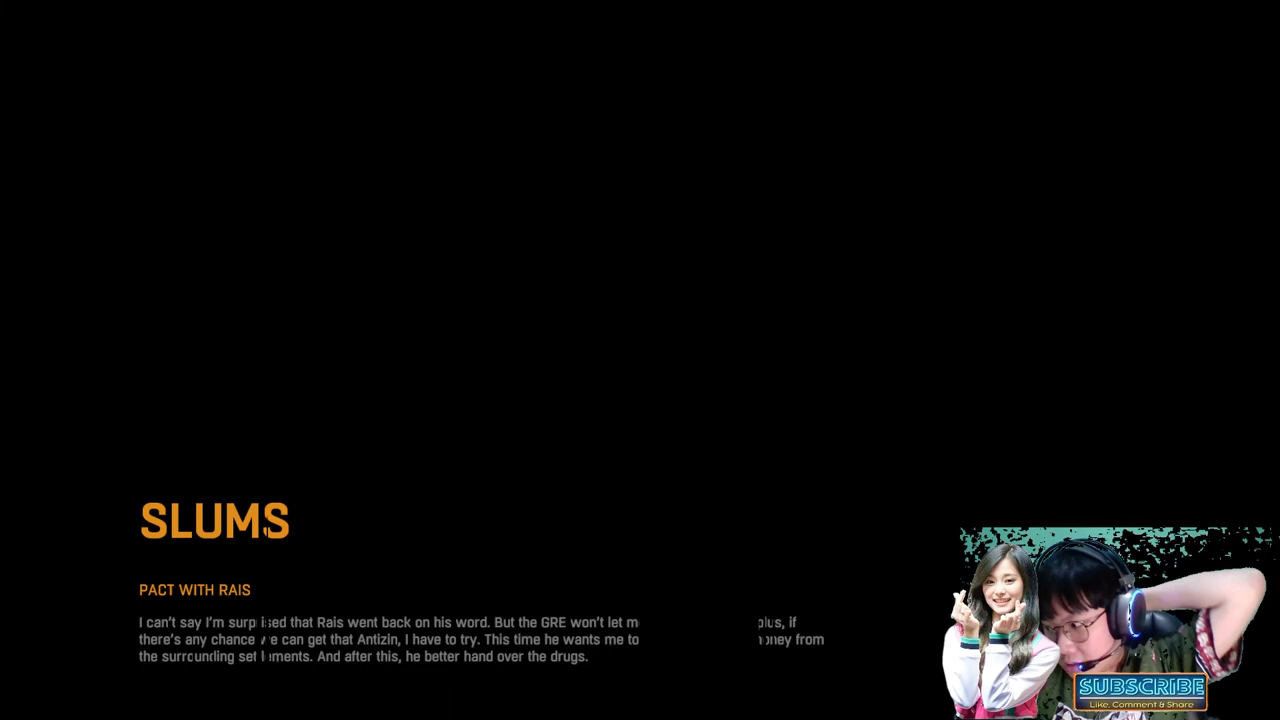 SLUMS
PACT WITH RAIS
I can't say I'm surprised that Rais went back on his word. But the GRE won't let plus, if
there's any chance we can get that Antizin, I have to try. This time he wants me to money from
the surrounding settlements. And after this, he better hand over the drugs.
SUBSCRIBE
Like, Comment & Share